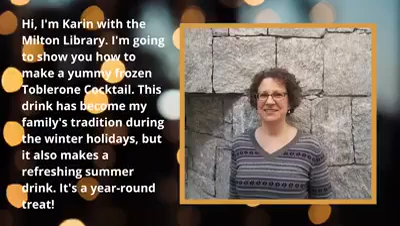 Hi, I'm Karin with the
Milton Library. I'm going
to show you how to
make a yummy frozen
Toblerone Cocktail. This
drink has become my
family's tradition during
the winter holidays, but
it also makes a
refreshing summer
drink. It's a year-round
treat!